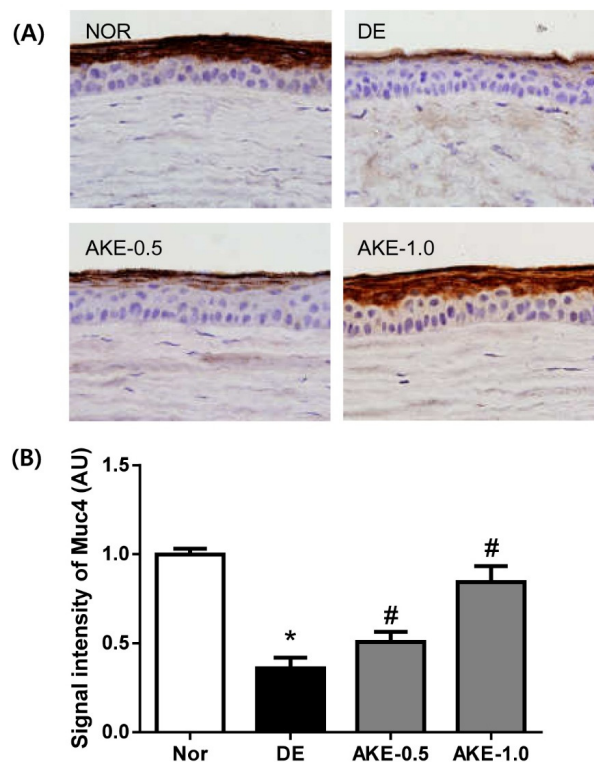 (A)
NOR
DE
AKE-0.5
AKE-1.0
(B)
Signal intensity of Muc4 (AU)
1.5
1.0
0.5
0.0
*
#
#
Nor DE AKE-0.5 AKE-1.0